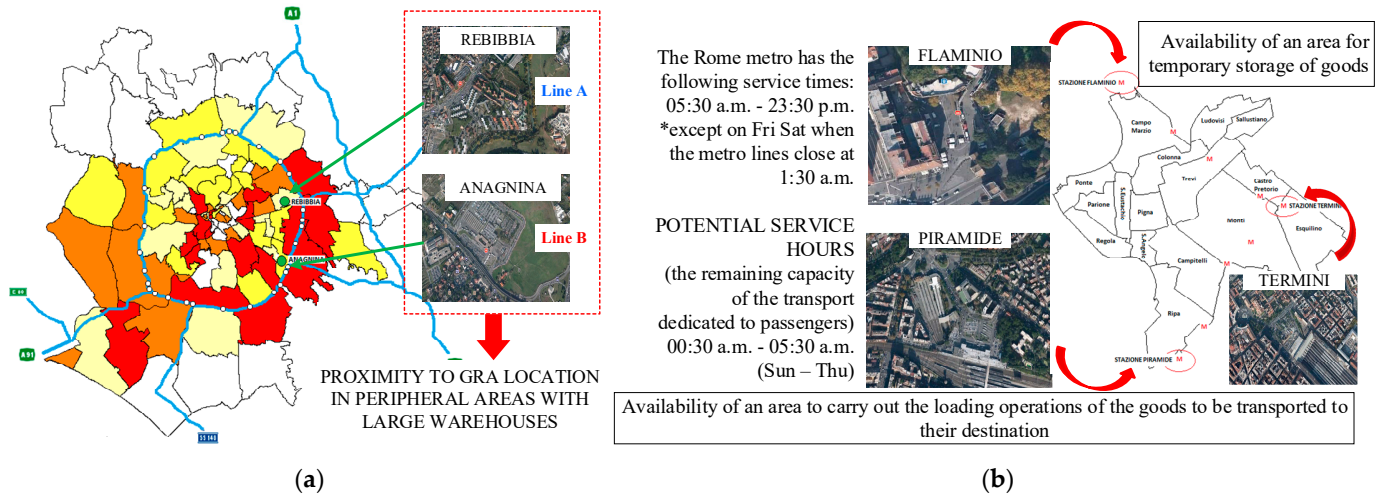 A1
REBIBBIA
Line A
REBIBBIA
ANAGNINA
ANAGNINA
Line B
A91
SS 148
PROXIMITY TO GRA LOCATION
IN PERIPHERAL AREAS WITH
LARGE WAREHOUSES
(a)
The Rome metro has the
following service times:
05:30 a.m. - 23:30 p.m.
*except on Fri Sat when
the metro lines close at
1:30 a.m.
POTENTIAL SERVICE
HOURS
(the remaining capacity
of the transport
dedicated to passengers)
00:30 a.m. - 05:30 a.m.
(Sun – Thu)
FLAMINIO
PIRAMIDE
Availability of an area for
temporary storage of goods
STAZIONE FLAMINIO M
Campo
Marzio
M
Ludovisi
Sallustiano
Colonna
M
Trevi
Castro
Pretorio
M
M STAZIONE TERMINI
Ponte
Parione
S.Eustachio
Pigna
Monti
Esquilino
Regola
S.Angelo
M
Campitelli
M
TERMINI
Ripa
M
STAZIONE PIRAMIDE M
Availability of an area to carry out the loading operations of the goods to be transported to
their destination
(b)